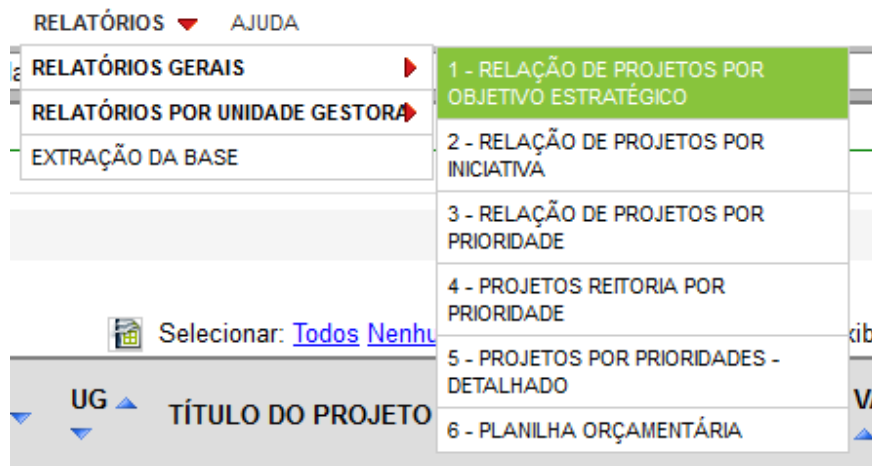 RELATÓRIOS AJUDA
RELATÓRIOS GERAIS
RELATÓRIOS POR UNIDADE GESTORA
EXTRAÇÃO DA BASE
1 - RELAÇÃO DE PROJETOS POR
OBJETIVO ESTRATÉGICO
2 - RELAÇÃO DE PROJETOS POR
INICIATIVA
3 - RELAÇÃO DE PROJETOS POR
PRIORIDADE
4 - PROJETOS REITORIA POR
PRIORIDADE
5 - PROJETOS POR PRIORIDADES -
DETALHADO
6 - PLANILHA ORÇAMENTÁRIA
Selecionar: Todos Nenhu
UG TÍTULO DO PROJETO